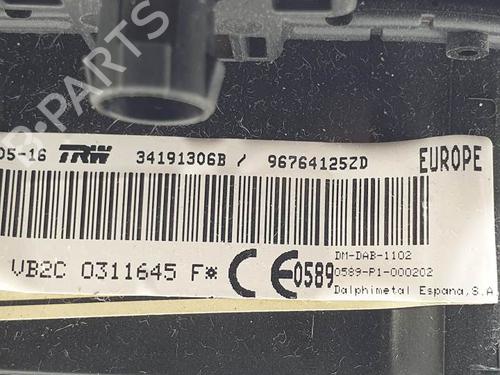 05-16 TRW 34191306B / 96764125ZD EUROPE
VB2C 0311645 F* CE 0589
DM-DAB-1102
0589-P1-000202
Dalphimetal Espana,S.A
B-PARTS